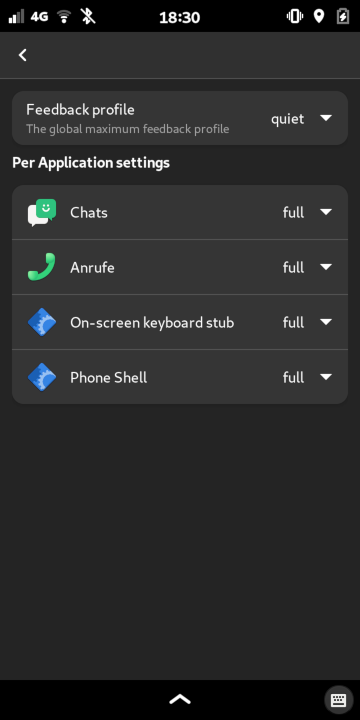 4G
18:30
Feedback profile
The global maximum feedback profile
quiet
Per Application settings
Chats
full
Anrufe
full
On-screen keyboard stub
full
Phone Shell
full